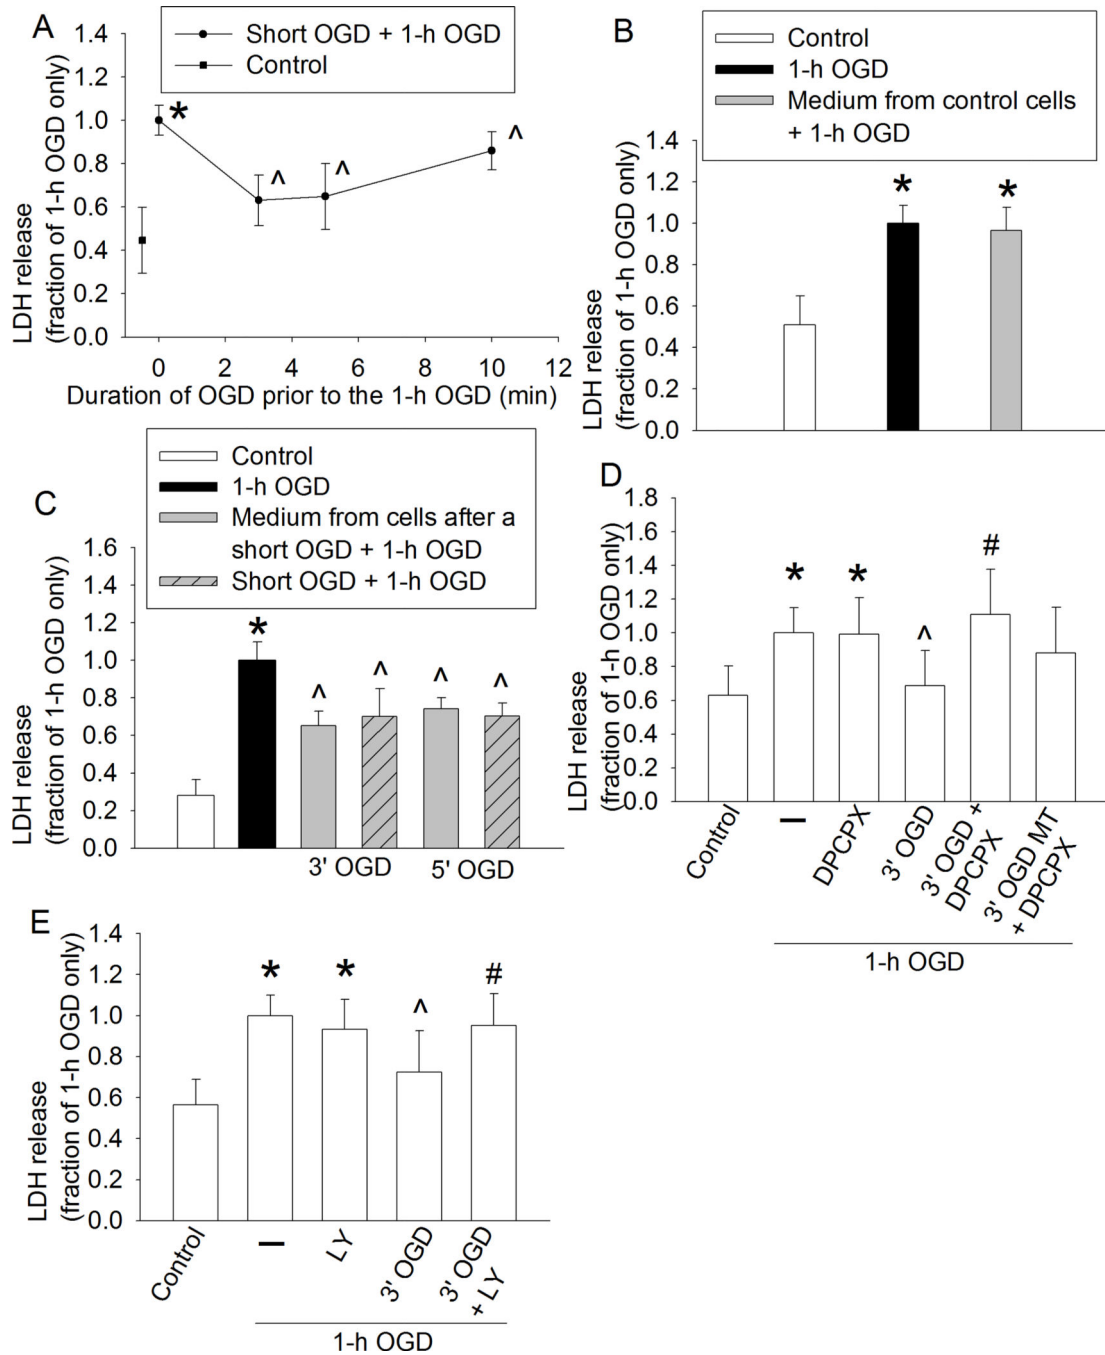 A
Short OGD + 1-h OGD
Control
LDH release
(fraction of 1-h OGD only)
1.4
1.2
1.0
0.8
0.6
0.4
0.2
0.0
*
^
^
^
0 2 4 6 8 10 12
Duration of OGD prior to the 1-h OGD (min)
B
Control
1-h OGD
Medium from control cells
+ 1-h OGD
LDH release
(fraction of 1-h OGD only)
1.4
1.2
1.0
0.8
0.6
0.4
0.2
0.0
* *
C
Control
1-h OGD
Medium from cells after a
short OGD + 1-h OGD
Short OGD + 1-h OGD
LDH release
(fraction of 1-h OGD only)
1.6
1.4
1.2
1.0
0.8
0.6
0.4
0.2
0.0
* ^ ^ ^ ^
3' OGD 5' OGD
D
LDH release
(fraction of 1-h OGD only)
1.8
1.6
1.4
1.2
1.0
0.8
0.6
0.4
0.2
0.0
* * ^ #
Control
–
DPCPX
3' OGD
3' OGD +
DPCPX
3' OGD MT
+ DPCPX
1-h OGD
E
LDH release
(fraction of 1-h OGD only)
1.4
1.2
1.0
0.8
0.6
0.4
0.2
0.0
* * ^ #
Control
–
LY
3' OGD
3' OGD
+ LY
1-h OGD